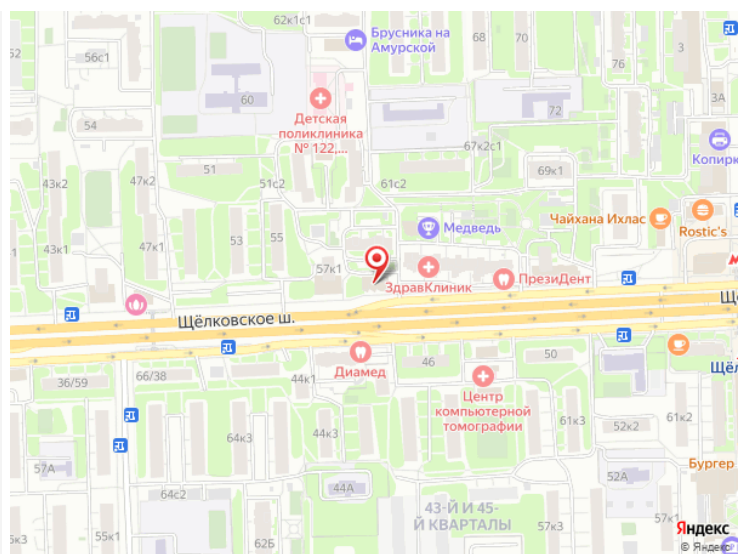 62к1с1
Брусника на
Амурской
68
70
3
56с1
76
60
3А
72
Детская
поликлиника
№ 122,...
54
67к2с1
Копирк
51
51с2
61с2
69к1
43к2
47к2
Чайхана Ихлас
Медведь
Rostic's
53
55
43к1
47к1
57к1
ЗдравКлиник
ПрезиДент
Щёлковское ш.
Щё
Диамед
46
50
Щёл
36/59
66/38
44к1
Центр
компьютерной
томографии
61к3
61к2
64к3
44к3
52к2
57А
52А
Бургер
64с2
44А
43-Й И 45-
Й КВАРТАЛЫ
55к1
62Б
57к3
Яндекс
© Яндекс